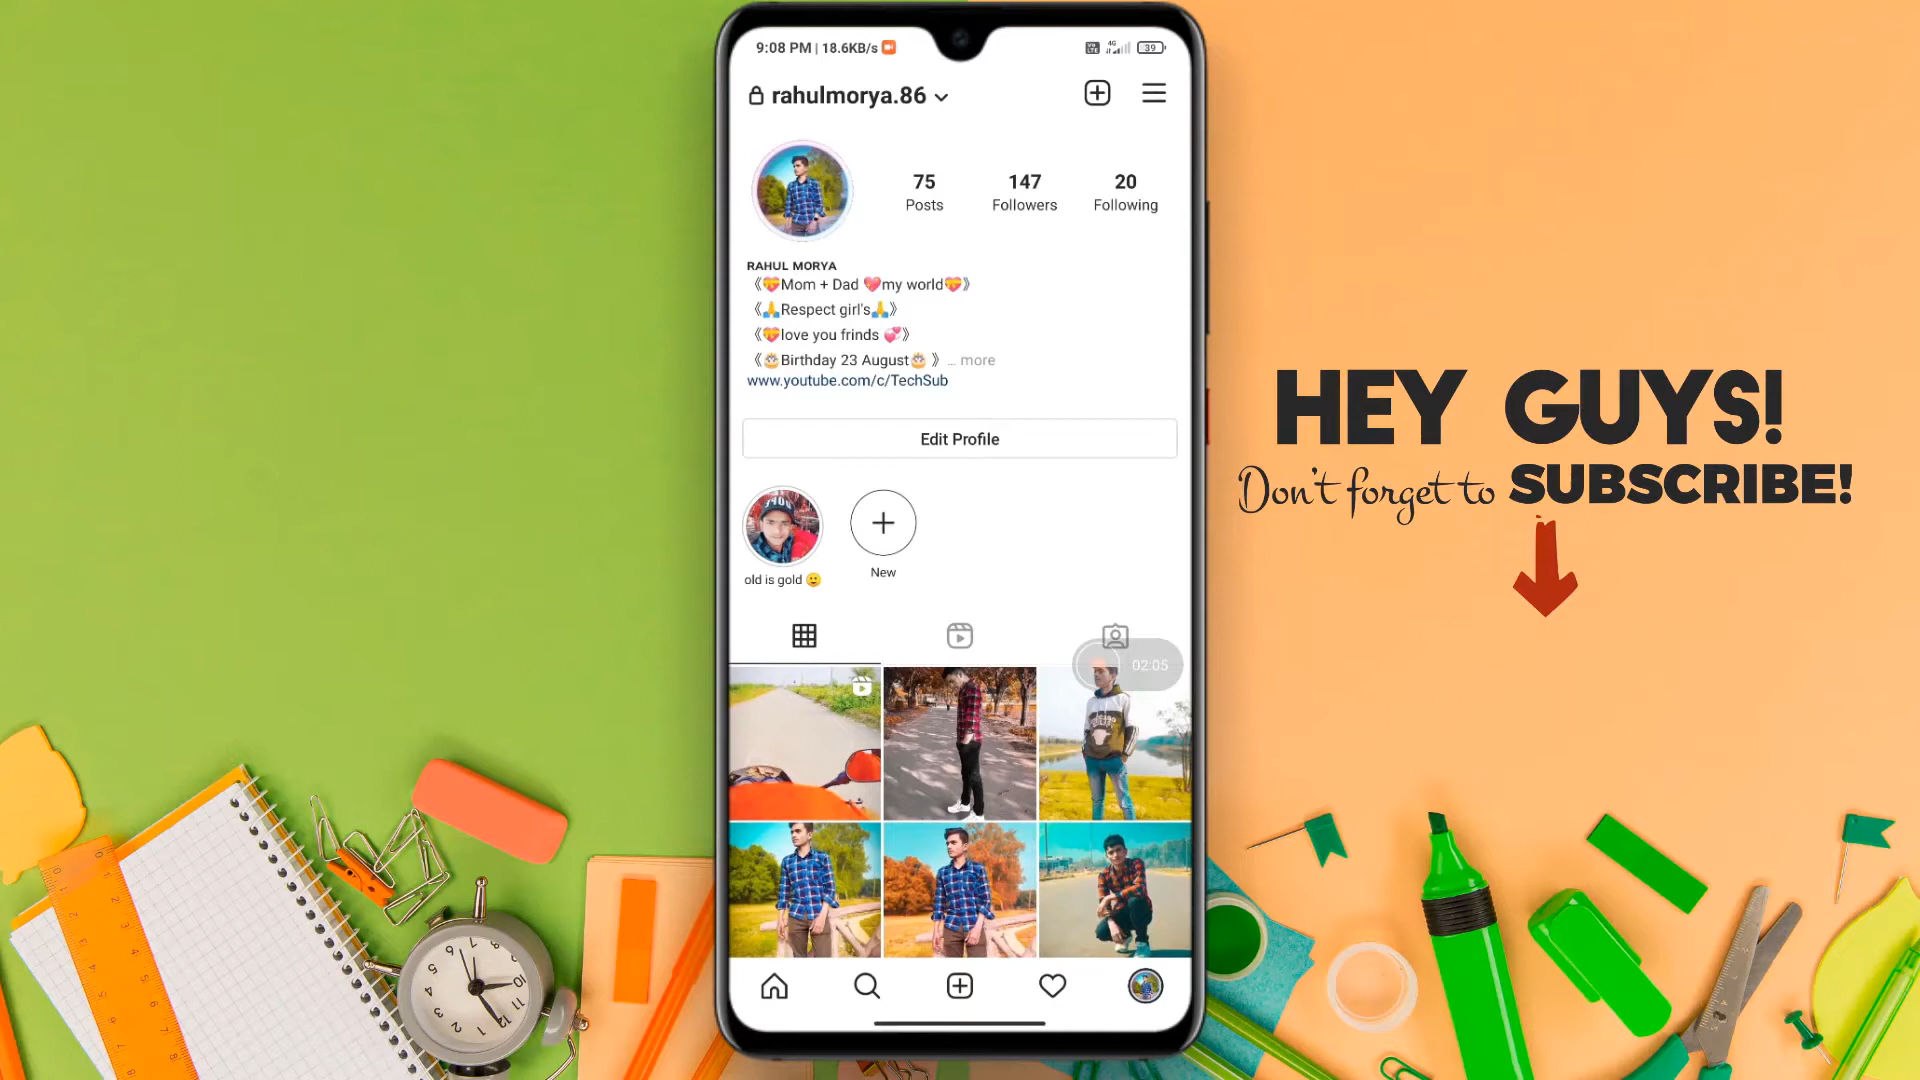 9:08 PM | 18.6KB/s
4G
39
rahulmorya.86
75
Posts
147
Followers
20
Following
RAHUL MORYA
《💝Mom + Dad 💖my world💝》
《🙏Respect girl's🙏》
《💝love you frinds 💞》
《🎂Birthday 23 August🎂 》 ... more
www.youtube.com/c/TechSub
Edit Profile
old is gold 🙂
New
02:05
HEY GUYS!
Don't forget to SUBSCRIBE!